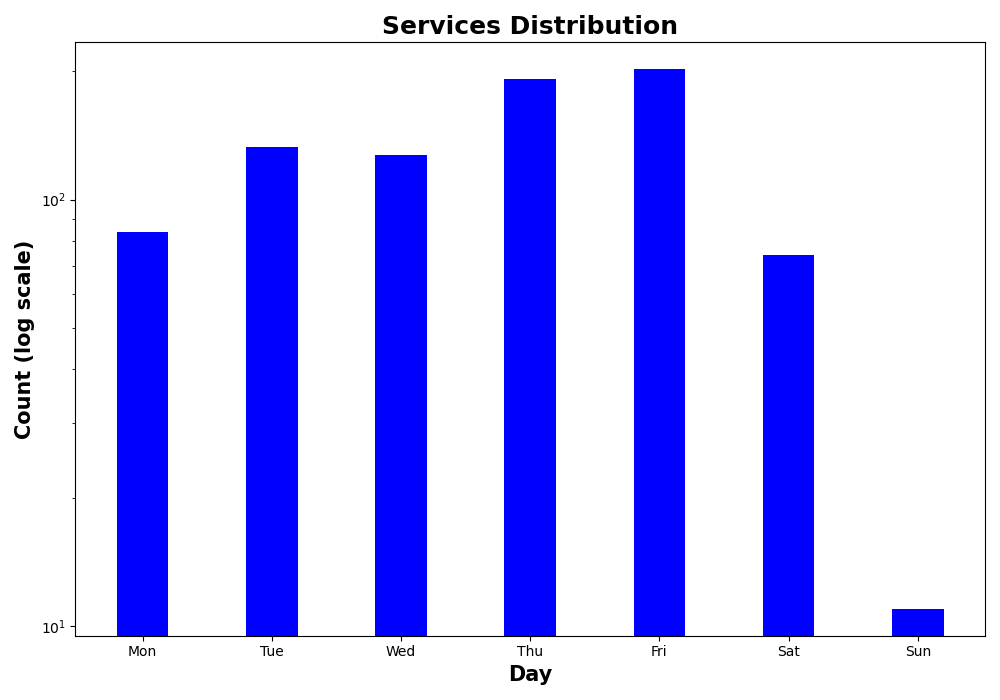 Services Distribution
Count (log scale)
10²
10¹
Mon Tue Wed Thu Fri Sat Sun
Day